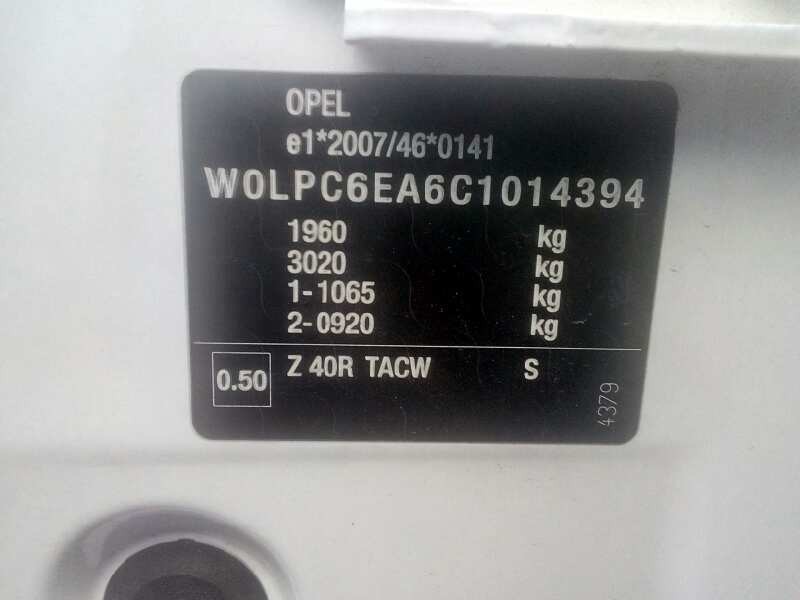 OPEL
e1*2007/46*0141
W0LPC6EA6C1014394
1960 kg
3020 kg
1-1065 kg
2-0920 kg
0.50 Z 40R TACW S
4379